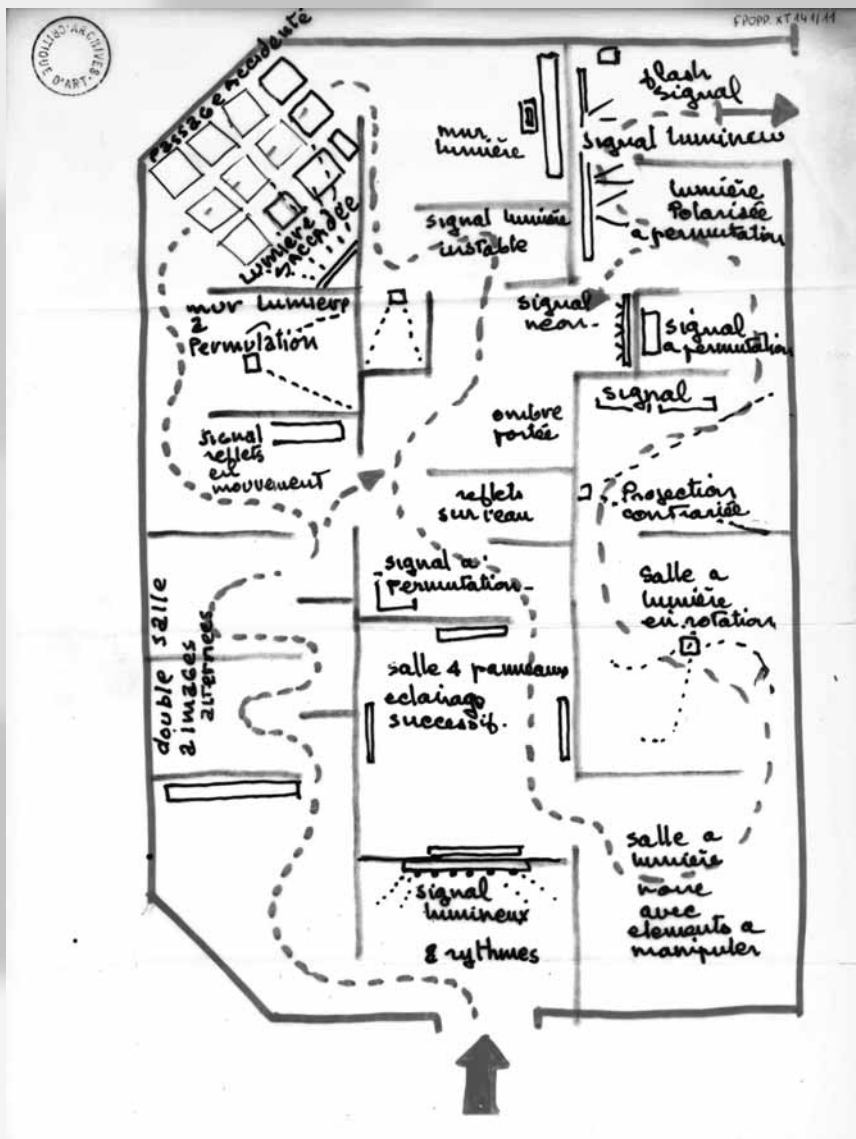 FPOPP. XT 141/11
ARCHIVES
CRITIQUE
D'ART
Passage Accidenté
flash
signal
mur
lumière
signal lumineux
lumière
Polarisée
a permutation
signal lumière
instable
lumière
saccadée
mur lumière
2
Permutation
signal
néon.
signal
a permutation
signal
ombre
portée
signal
reflets
en
mouvement
reflets
sur l'eau
Projection
contrariée
signal a
permutation
Salle a
lumière
en rotation
double salle
a images
alternées
salle 4 panneaux
eclairage
successif.
salle a
lumière
noire
avec
elements a
manipuler
signal
lumineux
8 rythmes